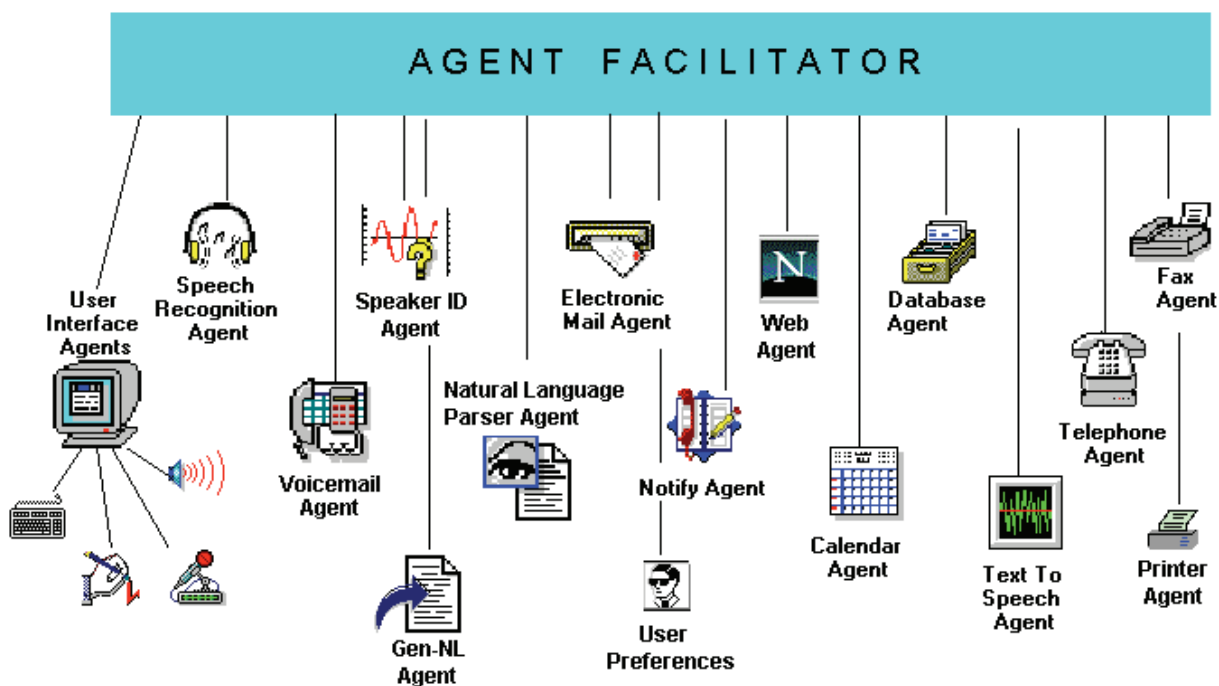 AGENT FACILITATOR
User
Interface
Agents
Speech
Recognition
Agent
Speaker ID
Agent
Electronic
Mail Agent
N
Web
Agent
Database
Agent
Fax
Agent
Voicemail
Agent
Natural Language
Parser Agent
Notify Agent
Telephone
Agent
Calendar
Agent
Text To
Speech
Agent
Printer
Agent
Gen-NL
Agent
User
Preferences